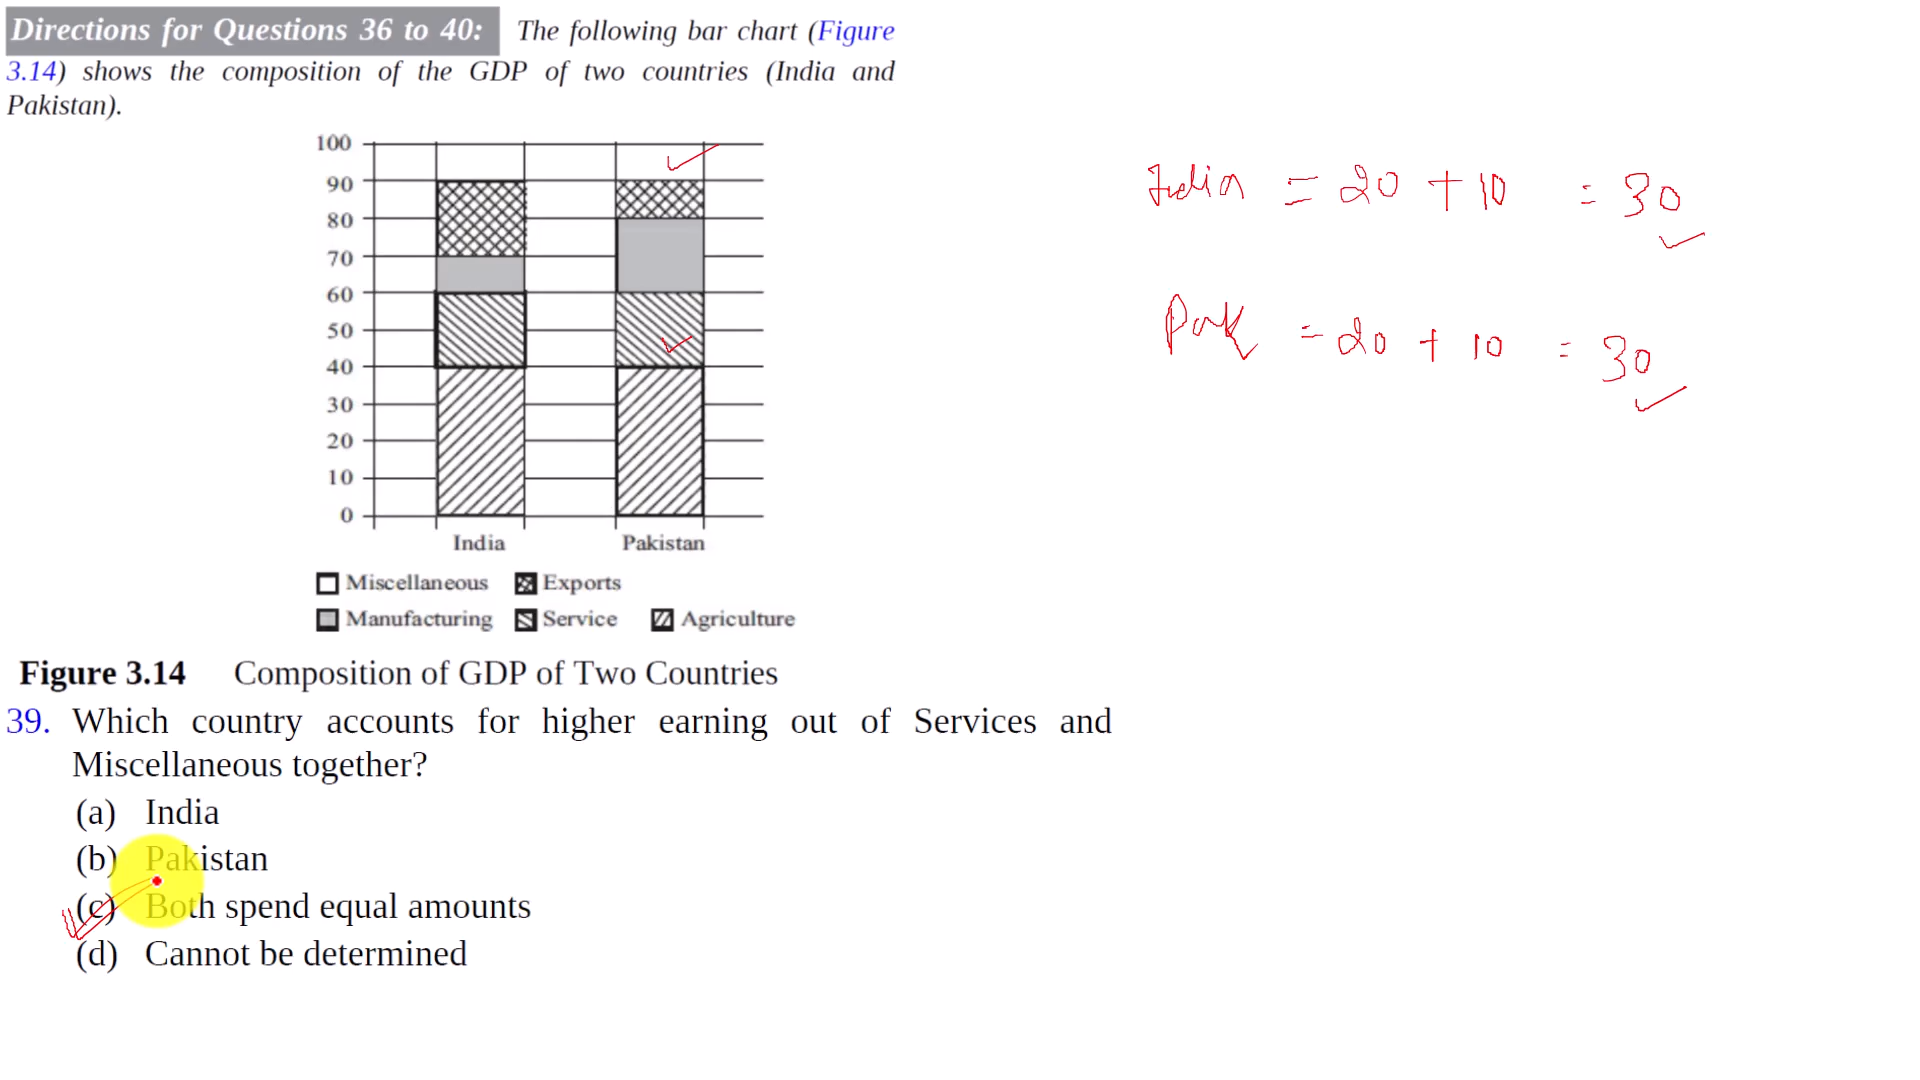 Directions for Questions 36 to 40: The following bar chart (Figure
3.14) shows the composition of the GDP of two countries (India and
Pakistan).
100
90
80
70
60
50
40
30
20
10
0
India Pakistan
Miscellaneous Exports
Manufacturing Service Agriculture
Figure 3.14 Composition of GDP of Two Countries
India = 20 + 10 = 30
Pak = 20 + 10 = 30
39. Which country accounts for higher earning out of Services and
Miscellaneous together?
(a) India
(b) Pakistan
(c) Both spend equal amounts
(d) Cannot be determined